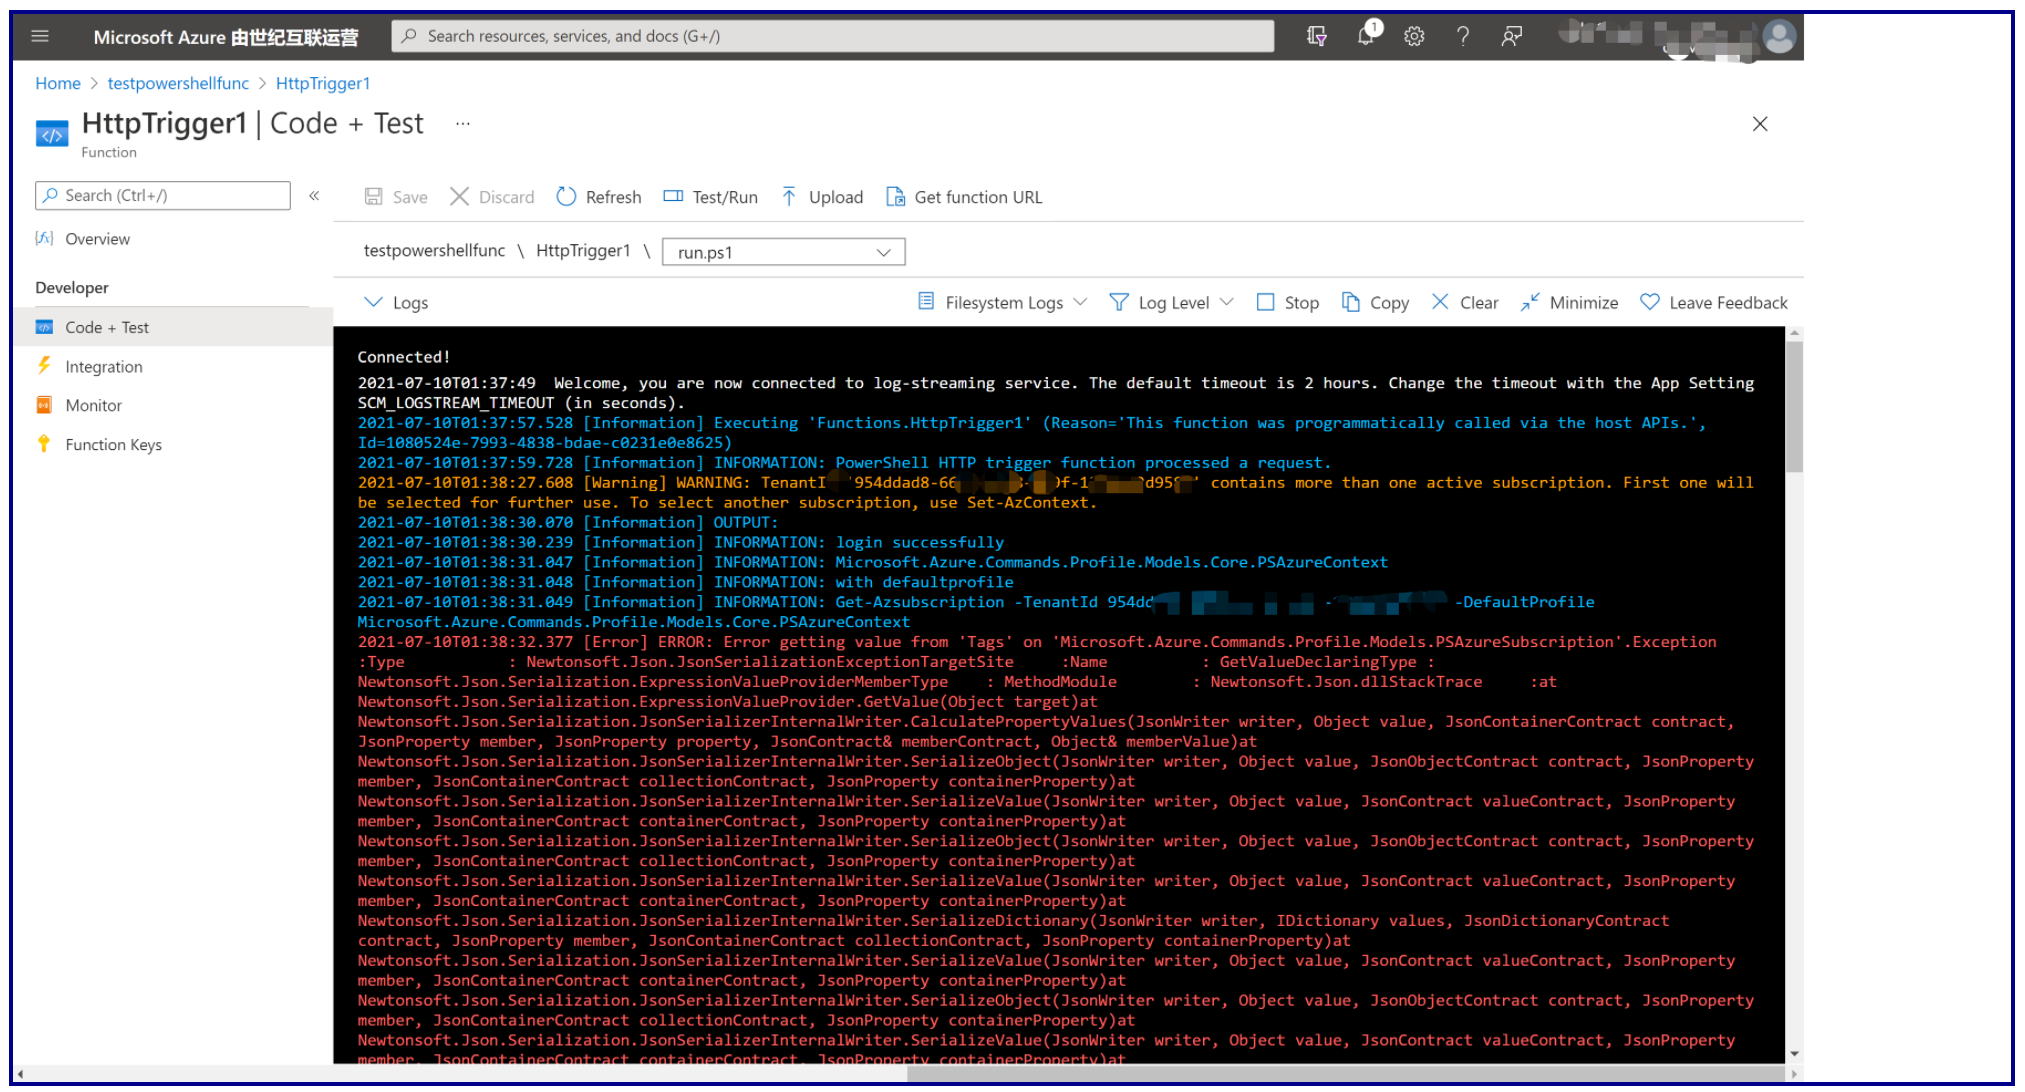 Microsoft Azure 由世纪互联运营
Search resources, services, and docs (G+/)
1
Home > testpowershellfunc > HttpTrigger1
HttpTrigger1 | Code + Test ...
Function
Search (Ctrl+/)
«
Save
Discard
Refresh
Test/Run
Upload
Get function URL
Overview
testpowershellfunc \ HttpTrigger1 \ run.ps1
Developer
Code + Test
Integration
Monitor
Function Keys
Logs
Filesystem Logs
Log Level
Stop
Copy
Clear
Minimize
Leave Feedback
Connected!
2021-07-10T01:37:49 Welcome, you are now connected to log-streaming service. The default timeout is 2 hours. Change the timeout with the App Setting
SCM_LOGSTREAM_TIMEOUT (in seconds).
2021-07-10T01:37:57.528 [Information] Executing 'Functions.HttpTrigger1' (Reason='This function was programmatically called via the host APIs.',
Id=1080524e-7993-4838-bdae-c0231e0e8625)
2021-07-10T01:37:59.728 [Information] INFORMATION: PowerShell HTTP trigger function processed a request.
2021-07-10T01:38:27.608 [Warning] WARNING: TenantI '954ddad8-66 contains more than one active subscription. First one will
be selected for further use. To select another subscription, use Set-AzContext.
2021-07-10T01:38:30.070 [Information] OUTPUT:
2021-07-10T01:38:30.239 [Information] INFORMATION: login successfully
2021-07-10T01:38:31.047 [Information] INFORMATION: Microsoft.Azure.Commands.Profile.Models.Core.PSAzureContext
2021-07-10T01:38:31.048 [Information] INFORMATION: with defaultprofile
2021-07-10T01:38:31.049 [Information] INFORMATION: Get-Azsubscription -TenantId 954dd -DefaultProfile
Microsoft.Azure.Commands.Profile.Models.Core.PSAzureContext
2021-07-10T01:38:32.377 [Error] ERROR: Error getting value from 'Tags' on 'Microsoft.Azure.Commands.Profile.Models.PSAzureSubscription'.Exception
:Type : Newtonsoft.Json.JsonSerializationExceptionTargetSite :Name : GetValueDeclaringType :
Newtonsoft.Json.Serialization.ExpressionValueProviderMemberType : MethodModule : Newtonsoft.Json.dllStackTrace :at
Newtonsoft.Json.Serialization.ExpressionValueProvider.GetValue(Object target)at
Newtonsoft.Json.Serialization.JsonSerializerInternalWriter.CalculatePropertyValues(JsonWriter writer, Object value, JsonContainerContract contract,
JsonProperty member, JsonProperty property, JsonContract& memberContract, Object& memberValue)at
Newtonsoft.Json.Serialization.JsonSerializerInternalWriter.SerializeObject(JsonWriter writer, Object value, JsonObjectContract contract, JsonProperty
member, JsonContainerContract collectionContract, JsonProperty containerProperty)at
Newtonsoft.Json.Serialization.JsonSerializerInternalWriter.SerializeValue(JsonWriter writer, Object value, JsonContract valueContract, JsonProperty
member, JsonContainerContract containerContract, JsonProperty containerProperty)at
Newtonsoft.Json.Serialization.JsonSerializerInternalWriter.SerializeObject(JsonWriter writer, Object value, JsonObjectContract contract, JsonProperty
member, JsonContainerContract collectionContract, JsonProperty containerProperty)at
Newtonsoft.Json.Serialization.JsonSerializerInternalWriter.SerializeValue(JsonWriter writer, Object value, JsonContract valueContract, JsonProperty
member, JsonContainerContract containerContract, JsonProperty containerProperty)at
Newtonsoft.Json.Serialization.JsonSerializerInternalWriter.SerializeDictionary(JsonWriter writer, IDictionary values, JsonDictionaryContract
contract, JsonProperty member, JsonContainerContract collectionContract, JsonProperty containerProperty)at
Newtonsoft.Json.Serialization.JsonSerializerInternalWriter.SerializeValue(JsonWriter writer, Object value, JsonContract valueContract, JsonProperty
member, JsonContainerContract containerContract, JsonProperty containerProperty)at
Newtonsoft.Json.Serialization.JsonSerializerInternalWriter.SerializeObject(JsonWriter writer, Object value, JsonObjectContract contract, JsonProperty
member, JsonContainerContract collectionContract, JsonProperty containerProperty)at
Newtonsoft.Json.Serialization.JsonSerializerInternalWriter.SerializeValue(JsonWriter writer, Object value, JsonContract valueContract, JsonProperty
member, JsonContainerContract containerContract, JsonProperty containerProperty)at